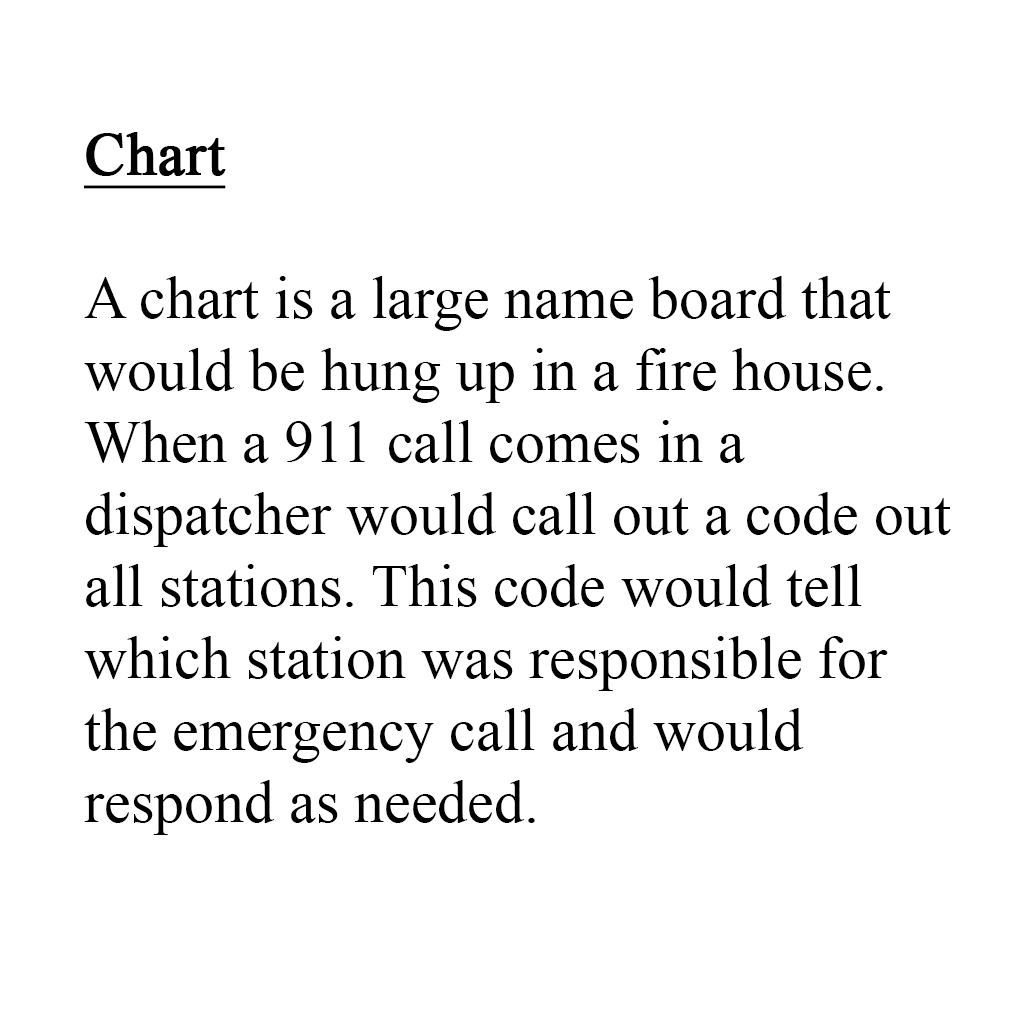 Chart
A chart is a large name board that
would be hung up in a fire house.
When a 911 call comes in a
dispatcher would call out a code out
all stations. This code would tell
which station was responsible for
the emergency call and would
respond as needed.